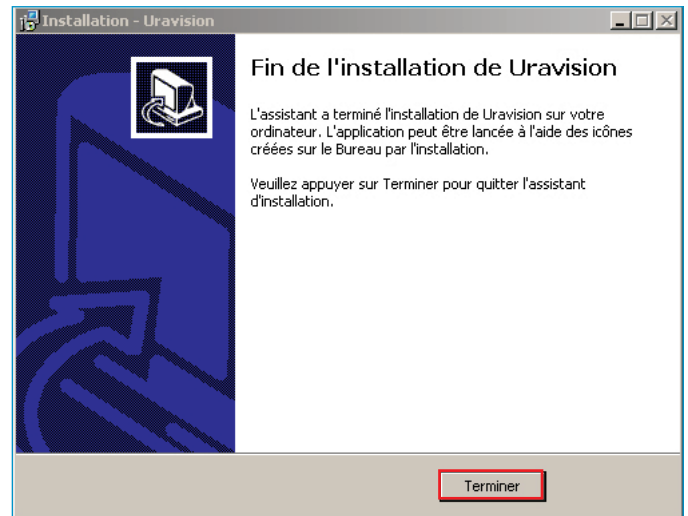 Installation - Uravision
Fin de l'installation de Uravision
L'assistant a terminé l'installation de Uravision sur votre
ordinateur. L'application peut être lancée à l'aide des icônes
créées sur le Bureau par l'installation.
Veuillez appuyer sur Terminer pour quitter l'assistant
d'installation.
Terminer